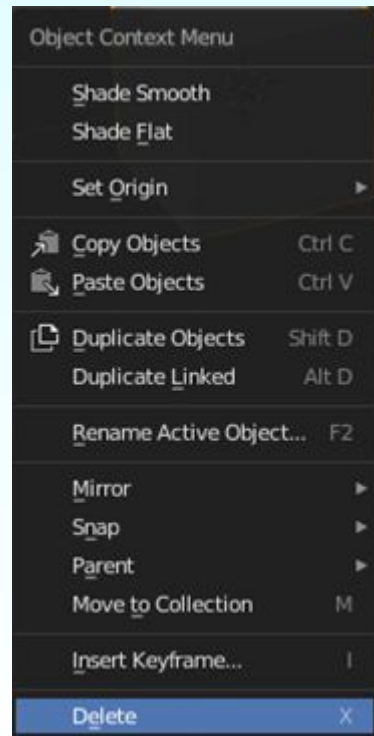 Object Context Menu
Shade Smooth
Shade Flat
Set Origin
Copy Objects Ctrl C
Paste Objects Ctrl V
Duplicate Objects Shift D
Duplicate Linked Alt D
Rename Active Object... F2
Mirror
Snap
Parent
Move to Collection M
Insert Keyframe... I
Delete X